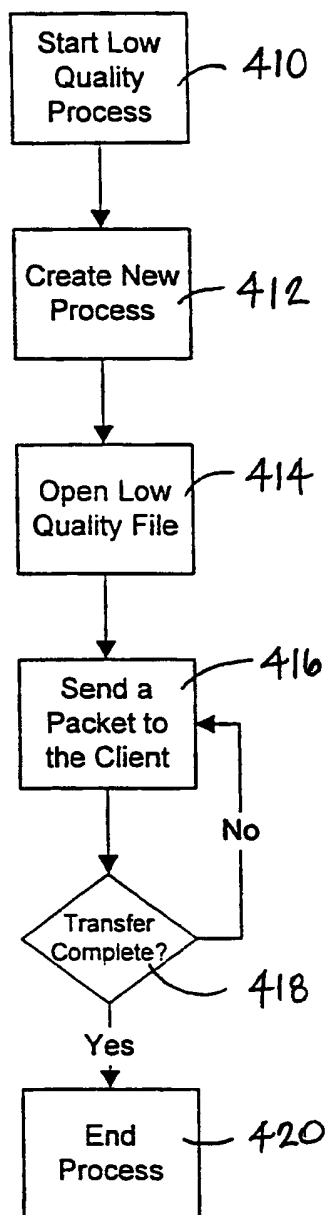 Start Low
Quality
Process
410
Create New
Process
412
Open Low
Quality File
414
Send a
Packet to
the Client
416
No
Transfer
Complete?
418
Yes
End
Process
420